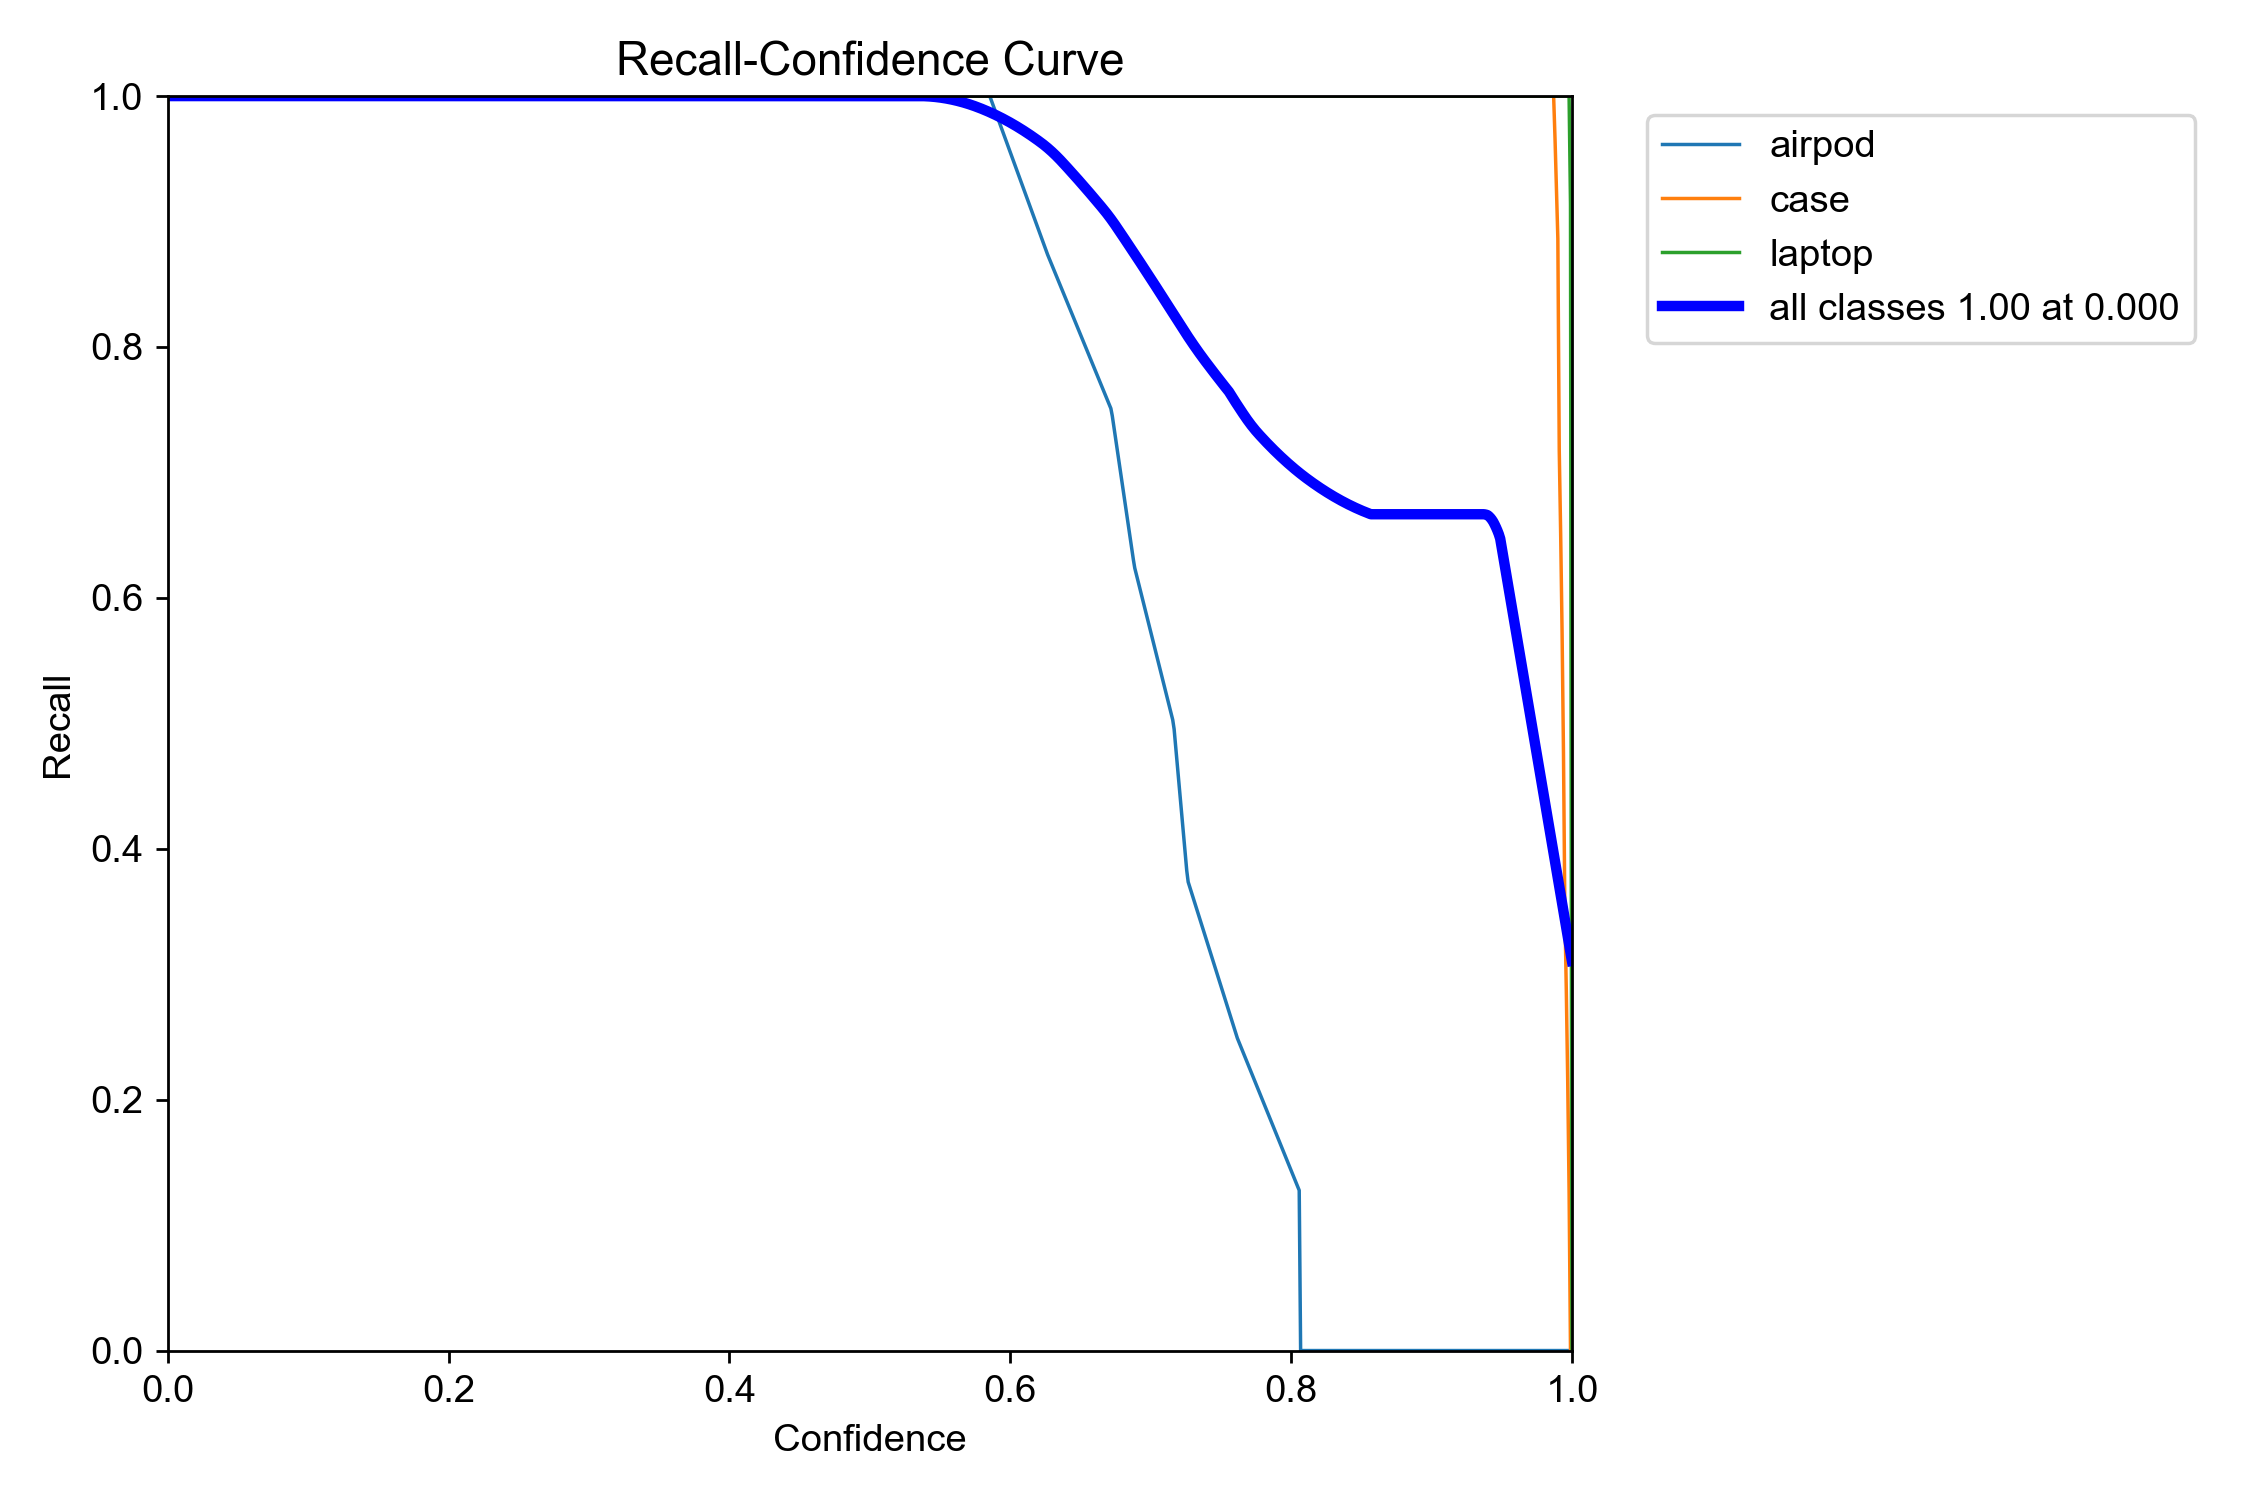 Recall-Confidence Curve
1.0
0.8
0.6
0.4
0.2
0.0
Recall
0.0 0.2 0.4 0.6 0.8 1.0
Confidence
airpod
case
laptop
all classes 1.00 at 0.000